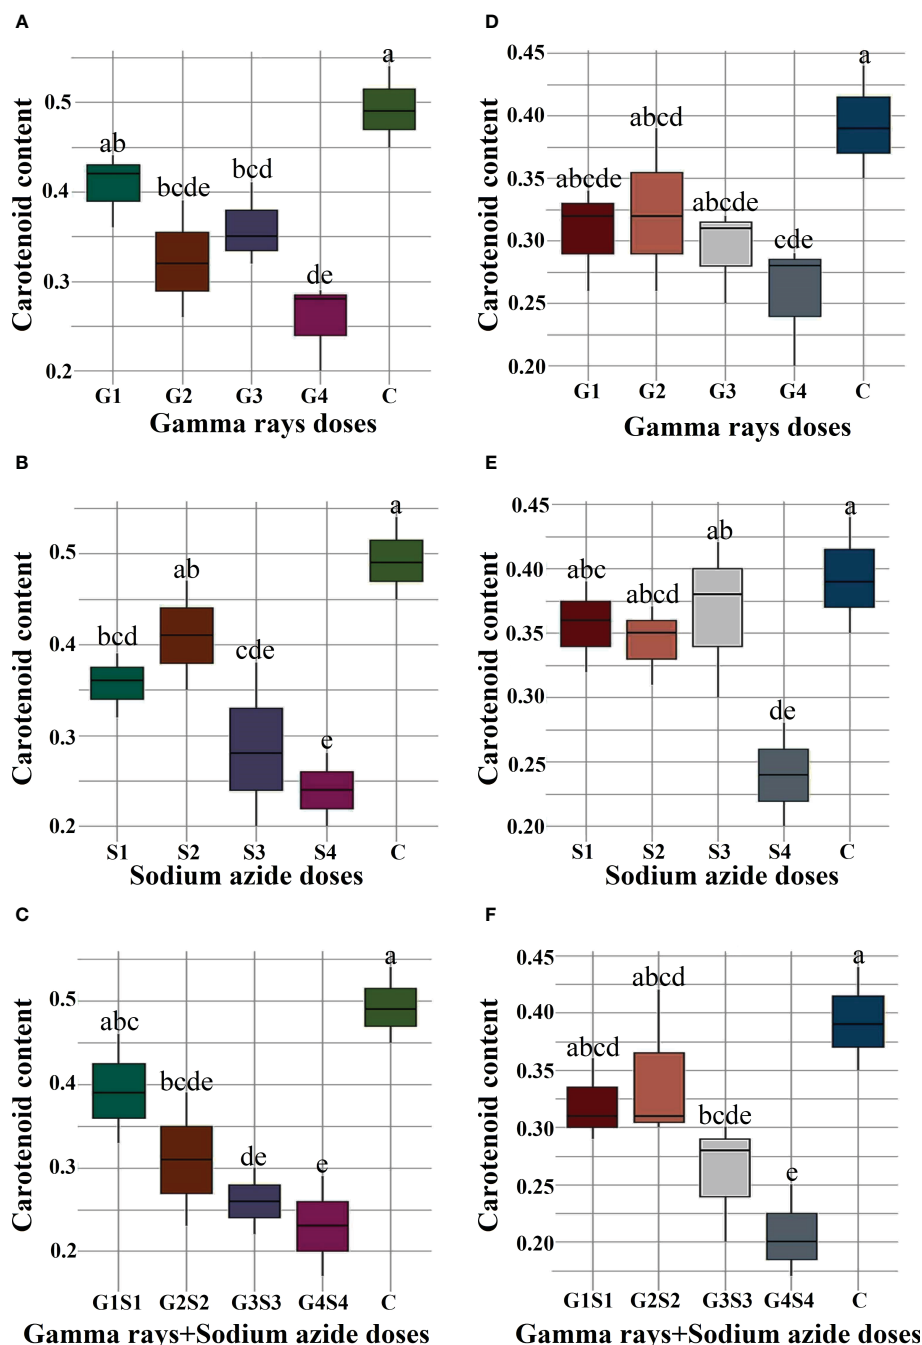 A
Carotenoid content
0.5
0.4
0.3
0.2
ab
bcde
bcd
de
a
G1 G2 G3 G4 C
Gamma rays doses
D
Carotenoid content
0.45
0.40
0.35
0.30
0.25
0.20
abcde
abcd
abcde
cde
a
G1 G2 G3 G4 C
Gamma rays doses
B
Carotenoid content
0.5
0.4
0.3
0.2
bcd
ab
cde
e
a
S1 S2 S3 S4 C
Sodium azide doses
E
Carotenoid content
0.45
0.40
0.35
0.30
0.25
0.20
abc
abcd
ab
de
a
S1 S2 S3 S4 C
Sodium azide doses
C
Carotenoid content
0.5
0.4
0.3
0.2
abc
bcde
de
e
a
G1S1 G2S2 G3S3 G4S4 C
Gamma rays+Sodium azide doses
F
Carotenoid content
0.45
0.40
0.35
0.30
0.25
0.20
abcd
abcd
bcde
e
a
G1S1 G2S2 G3S3 G4S4 C
Gamma rays+Sodium azide doses